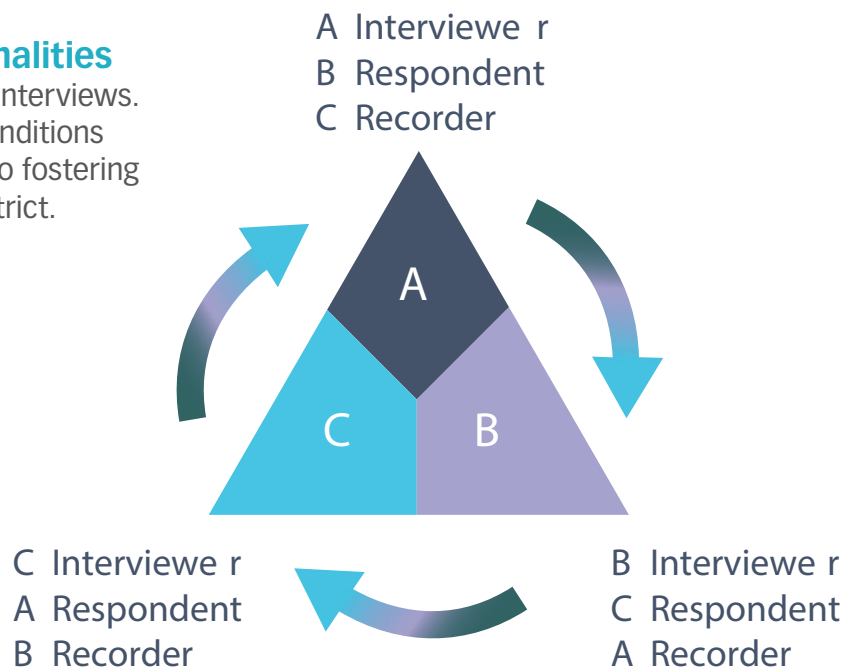 nalities
nterviews.
nditions
o fostering
trict.
A Interviewe r
B Respondent
C Recorder
A
C
B
C Interviewe r
A Respondent
B Recorder
B Interviewe r
C Respondent
A Recorder